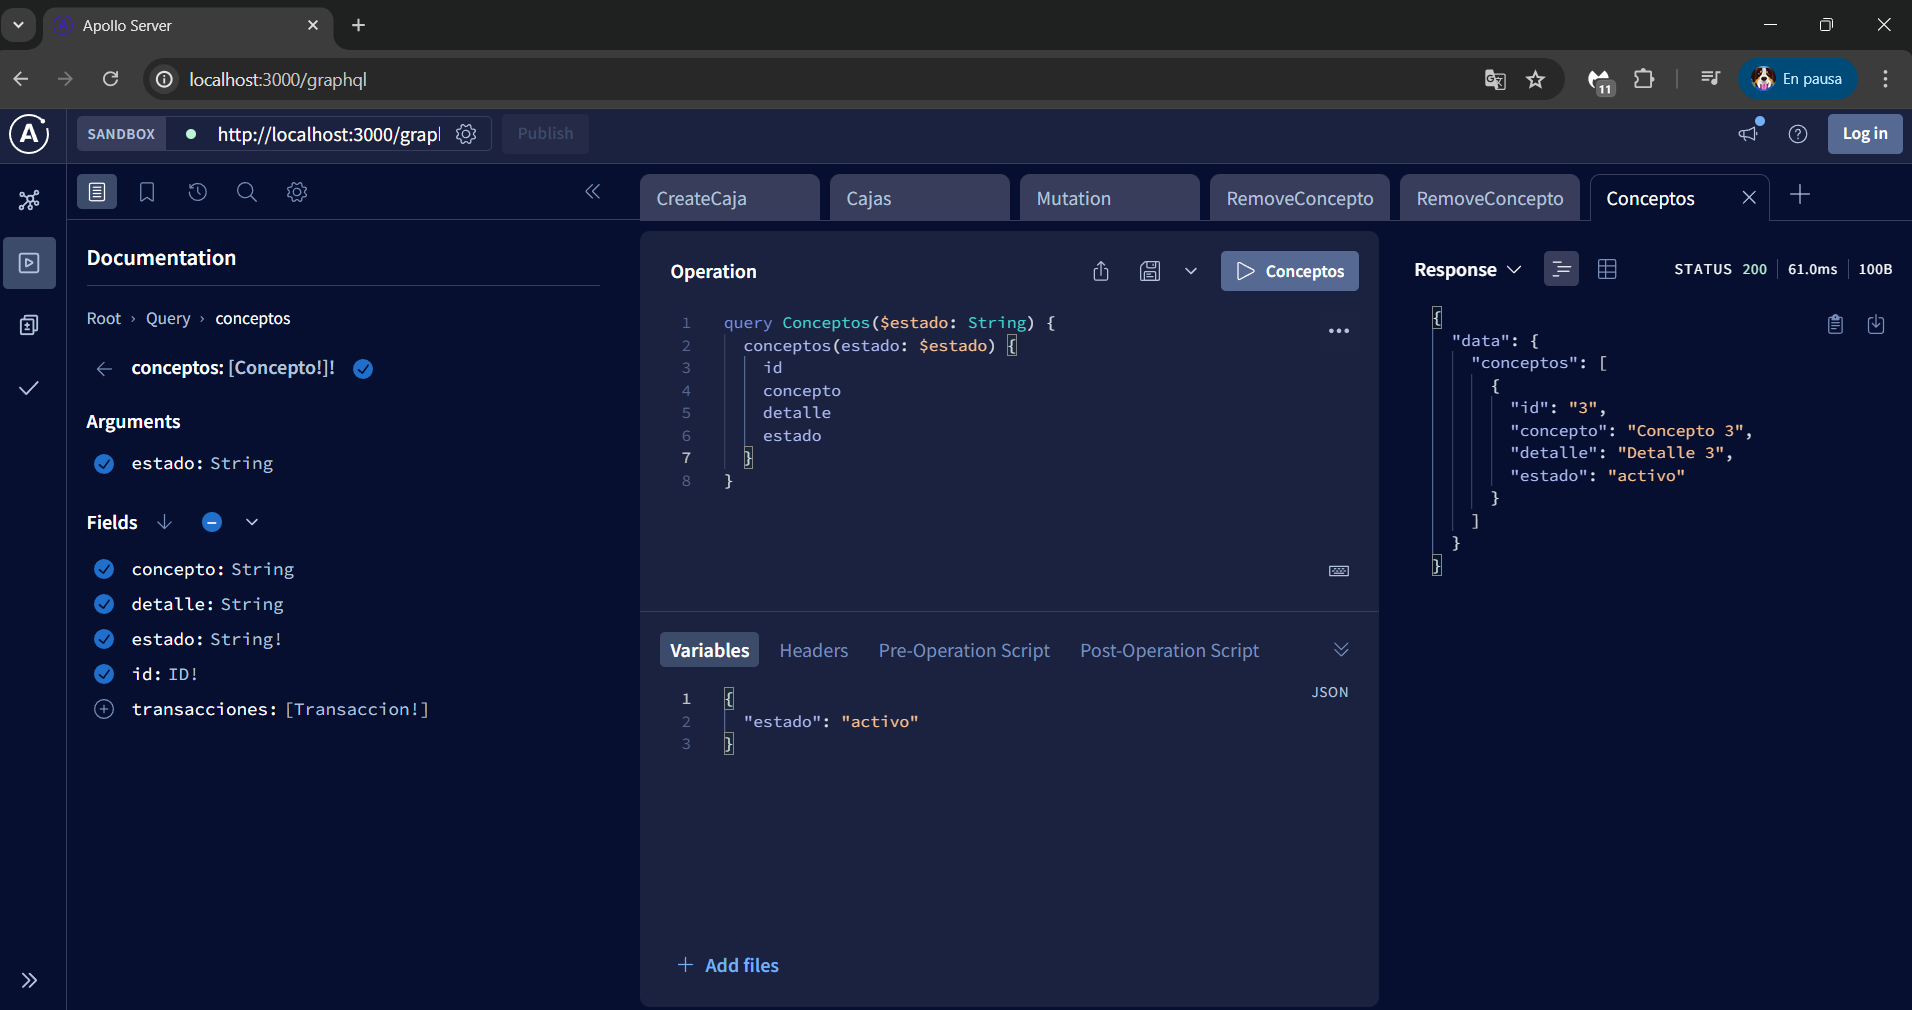 Apollo Server
localhost:3000/graphql
11
En pausa
SANDBOX
http://localhost:3000/grapl
Publish
Log in
CreateCaja
Cajas
Mutation
RemoveConcepto
RemoveConcepto
Conceptos
Documentation
Root › Query › conceptos
conceptos: [Concepto!]!
Arguments
estado: String
Fields
concepto: String
detalle: String
estado: String!
id: ID!
transacciones: [Transaccion!]
Operation
Conceptos
1 query Conceptos($estado: String) {
2 conceptos(estado: $estado) {
3 id
4 concepto
5 detalle
6 estado
7 }
8 }
Variables
Headers
Pre-Operation Script
Post-Operation Script
JSON
1 {
2 "estado": "activo"
3 }
+ Add files
Response
STATUS 200
61.0ms
100B
{
"data": {
"conceptos": [
{
"id": "3",
"concepto": "Concepto 3",
"detalle": "Detalle 3",
"estado": "activo"
}
]
}
}